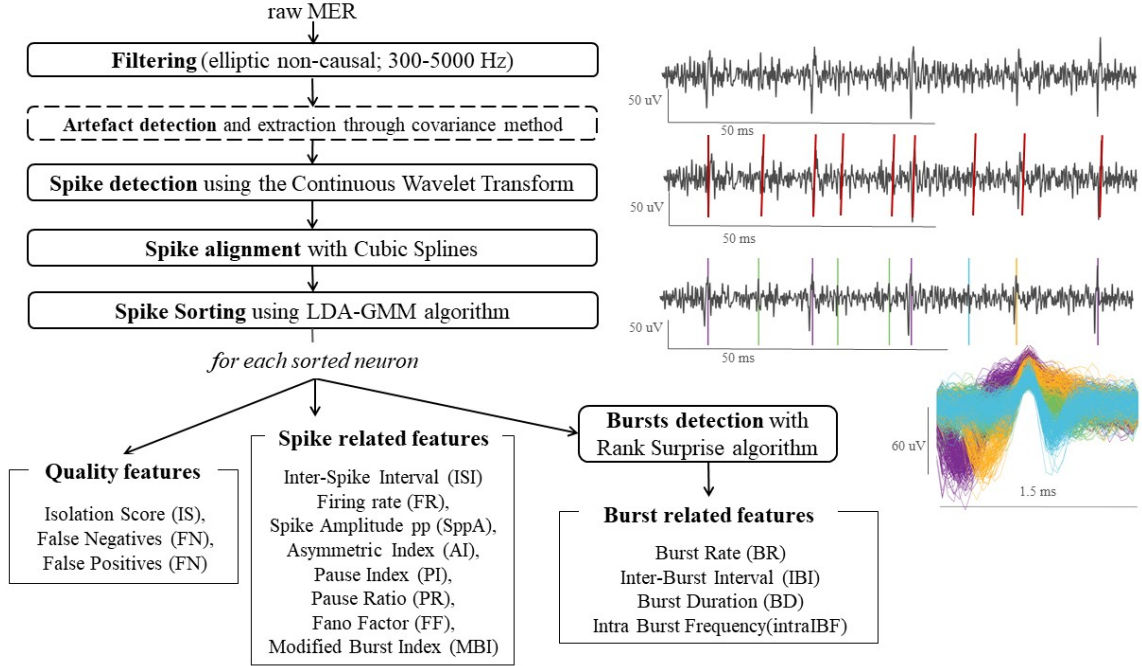 raw MER
Filtering (elliptic non-causal; 300-5000 Hz)
Artefact detection and extraction through covariance method
Spike detection using the Continuous Wavelet Transform
Spike alignment with Cubic Splines
Spike Sorting using LDA-GMM algorithm
for each sorted neuron
Quality features
Isolation Score (IS),
False Negatives (FN),
False Positives (FN)
Spike related features
Inter-Spike Interval (ISI)
Firing rate (FR),
Spike Amplitude pp (SppA),
Asymmetric Index (AI),
Pause Index (PI),
Pause Ratio (PR),
Fano Factor (FF),
Modified Burst Index (MBI)
Bursts detection with
Rank Surprise algorithm
Burst related features
Burst Rate (BR)
Inter-Burst Interval (IBI)
Burst Duration (BD)
Intra Burst Frequency(intraIBF)
50 uV
50 ms
50 uV
50 ms
50 uV
50 ms
60 uV
1.5 ms